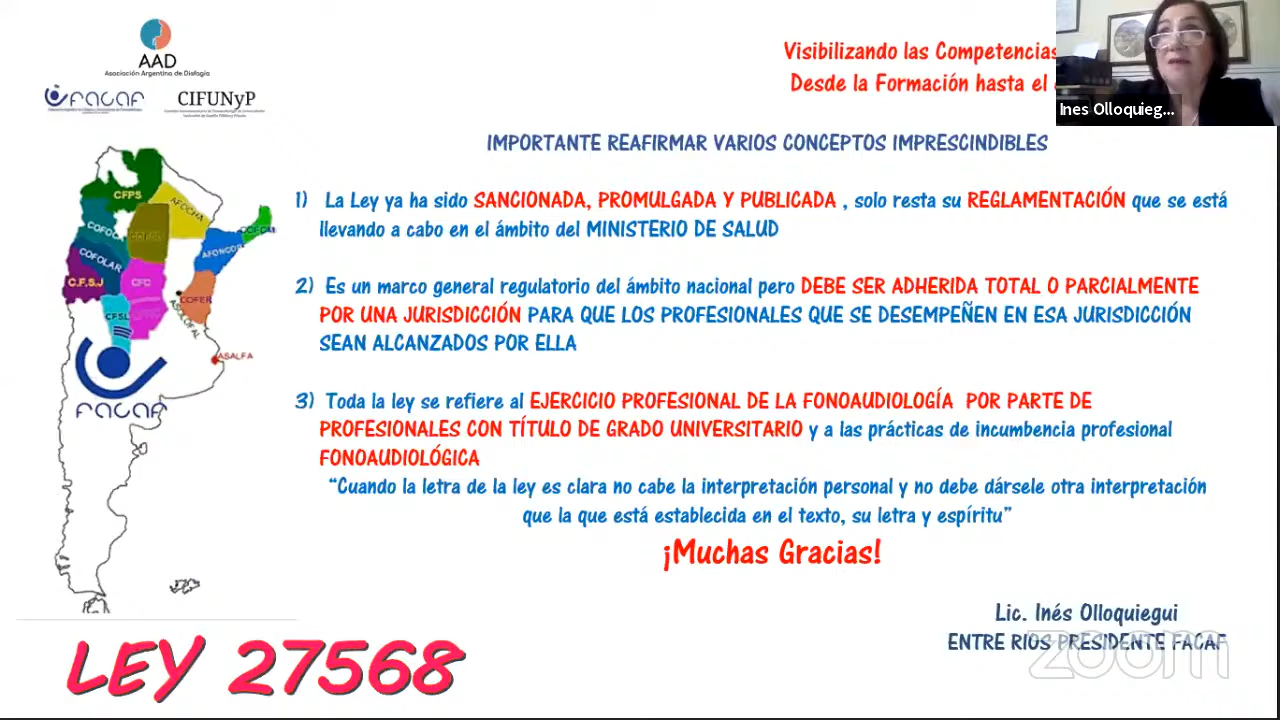 AAD
Asociación Argentina de Disfagia
FACAF
CIFUNyP
Visibilizando las Competencias
Desde la Formación hasta el
Ines Olloquieg...
IMPORTANTE REAFIRMAR VARIOS CONCEPTOS IMPRESCINDIBLES
1) La Ley ya ha sido SANCIONADA, PROMULGADA Y PUBLICADA , solo resta su REGLAMENTACIÓN que se está
llevando a cabo en el ámbito del MINISTERIO DE SALUD
2) Es un marco general regulatorio del ámbito nacional pero DEBE SER ADHERIDA TOTAL O PARCIALMENTE
POR UNA JURISDICCIÓN PARA QUE LOS PROFESIONALES QUE SE DESEMPEÑEN EN ESA JURISDICCIÓN
SEAN ALCANZADOS POR ELLA
3) Toda la ley se refiere al EJERCICIO PROFESIONAL DE LA FONOAUDIOLOGÍA POR PARTE DE
PROFESIONALES CON TÍTULO DE GRADO UNIVERSITARIO y a las prácticas de incumbencia profesional
FONOAUDIOLÓGICA
“Cuando la letra de la ley es clara no cabe la interpretación personal y no debe dársele otra interpretación
que la que está establecida en el texto, su letra y espíritu”
¡Muchas Gracias!
Lic. Inés Olloquiegui
ENTRE RIOS PRESIDENTE FACAF
zoom
CFPS
AFOCHA
COFOLAR
C.F.S.J
CFC
COFER
CFSL
ASALFA
FACAF
LEY 27568